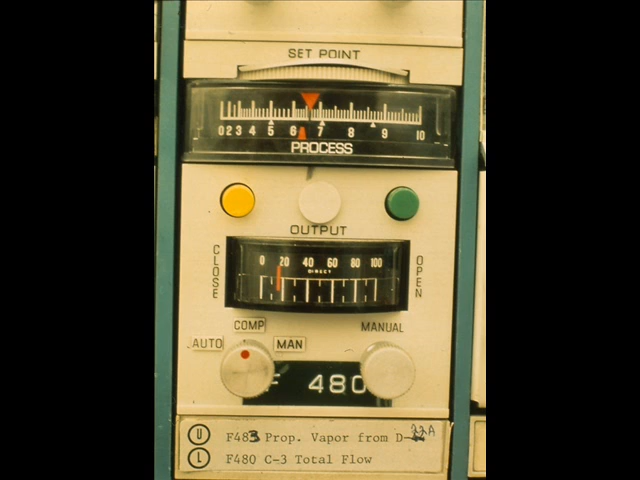 SET POINT
0 2 3 4 5 6 7 8 9 10
PROCESS
OUTPUT
CLOSE
0 20 40 60 80 100
DIRECT
OPEN
COMP
MANUAL
AUTO
MAN
F 480
U F483 Prop. Vapor from D-22A
L F480 C-3 Total Flow